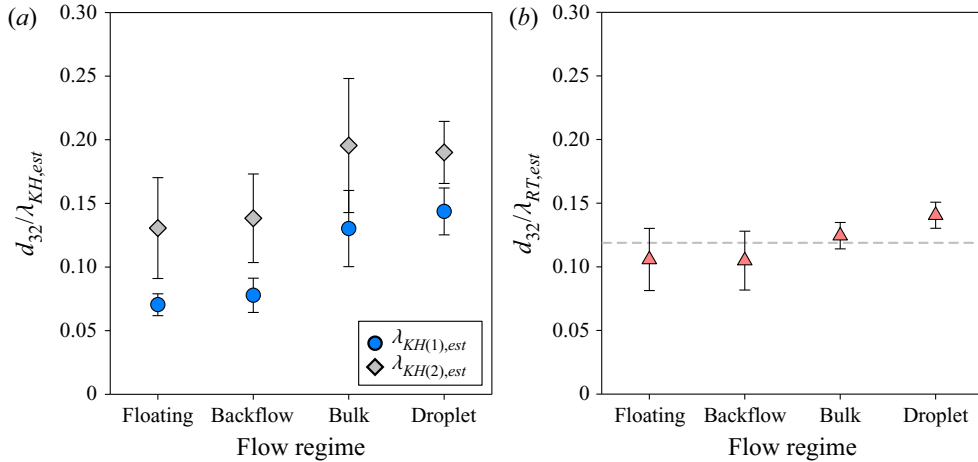 (a)
0.30
0.25
0.20
0.15
0.10
0.05
0
d32/λKH,est
Floating Backflow Bulk Droplet
Flow regime
λKH(1),est
λKH(2),est
(b)
0.30
0.25
0.20
0.15
0.10
0.05
0
d32/λRT,est
Floating Backflow Bulk Droplet
Flow regime